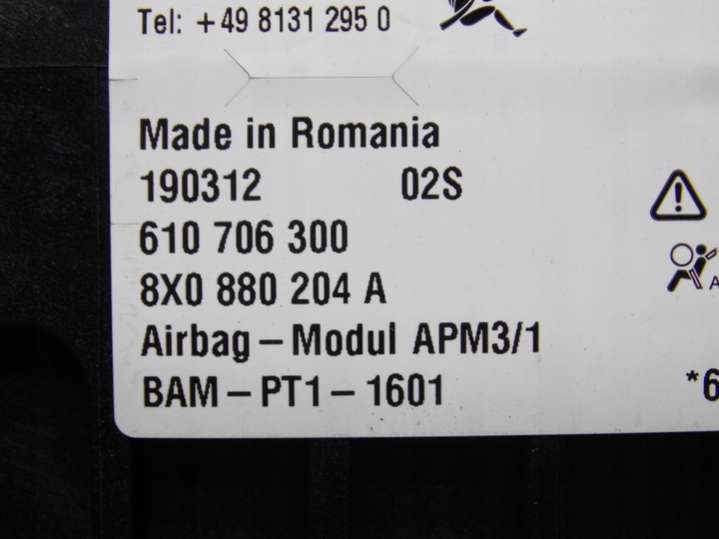 Tel: +49 8131 295 0
Made in Romania
190312 02S
610 706 300
8X0 880 204 A
A
Airbag – Modul APM3/1
BAM – PT1 – 1601
*6